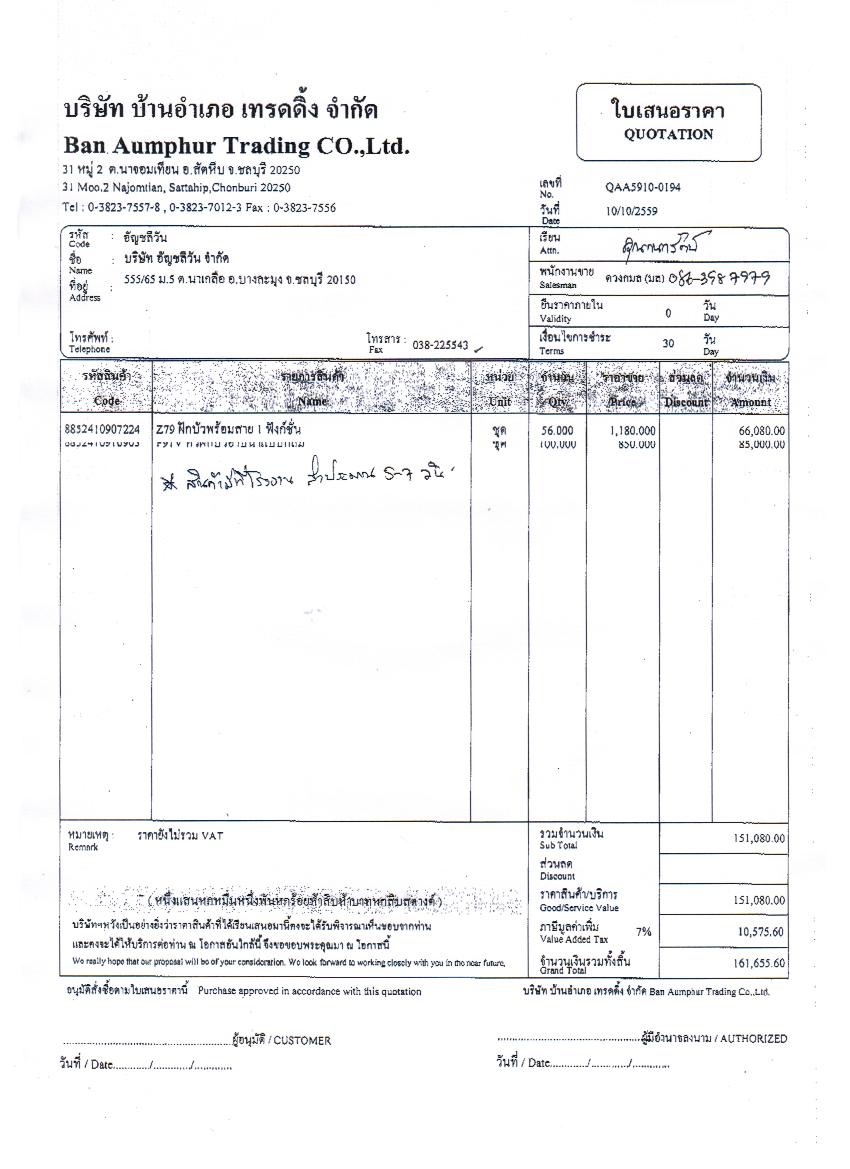 บริษัท บ้านอำเภอ เทรดดิ้ง จำกัด
Ban Aumphur Trading CO.,Ltd.
31 หมู่ 2 ต.นาจอมเทียน อ.สัตหีบ จ.ชลบุรี 20250
31 Moo.2 Najomtian, Sattahip,Chonburi 20250
Tel : 0-3823-7557-8 , 0-3823-7012-3 Fax : 0-3823-7556
ใบเสนอราคา
QUOTATION
เลขที่ No. QAA5910-0194
วันที่ Date 10/10/2559
รหัส Code : อัญชลีวัน
ชื่อ Name : บริษัท อัญชลีวัน จำกัด
ที่อยู่ Address : 555/65 ม.5 ต.นาเกลือ อ.บางละมุง จ.ชลบุรี 20150
โทรศัพท์ : Telephone
โทรสาร : Fax 038-225543
เรียน Attn.
พนักงานขาย Salesman ดวงกมล (มล) 086-398 7979
ยืนราคาภายใน Validity 0 วัน Day
เงื่อนไขการชำระ Terms 30 วัน Day
รหัสสินค้า รายการสินค้า หน่วย จำนวน ราคาขาย ส่วนลด จำนวนเงิน
Code Name Unit Qty. Price Discount Amount
8852410907224 Z79 ฝักบัวพร้อมสาย 1 ฟังก์ชั่น ชุด 56.000 1,180.000 66,080.00
ชุด 100.000 850.000 85,000.00
* สินค้ามีที่โรงงาน ประมาณ 5-7 วัน
หมายเหตุ : ราคายังไม่รวม VAT
Remark
รวมจำนวนเงิน Sub Total 151,080.00
ส่วนลด Discount
ราคาสินค้า/บริการ Good/Service Value 151,080.00
ภาษีมูลค่าเพิ่ม Value Added Tax 7% 10,575.60
จำนวนเงินรวมทั้งสิ้น Grand Total 161,655.60
( หนึ่งแสนหกหมื่นหนึ่งพันหกร้อยห้าสิบห้าบาทหกสิบสตางค์ )
บริษัทฯหวังเป็นอย่างยิ่งว่าราคาสินค้าที่ได้เรียนเสนอมานี้คงจะได้รับพิจารณาเห็นชอบจากท่าน
และคงจะได้ให้บริการต่อท่าน ณ โอกาสอันใกล้นี้ จึงขอขอบพระคุณมา ณ โอกาสนี้
We really hope that our proposal will be of your consideration. We look forward to working closely with you in the near future.
อนุมัติสั่งซื้อตามใบเสนอราคานี้ Purchase approved in accordance with this quotation
บริษัท บ้านอำเภอ เทรดดิ้ง จำกัด Ban Aumphur Trading Co.,Ltd.
ผู้อนุมัติ / CUSTOMER
ผู้มีอำนาจลงนาม / AUTHORIZED
วันที่ / Date............/............/............
วันที่ / Date............/............/............